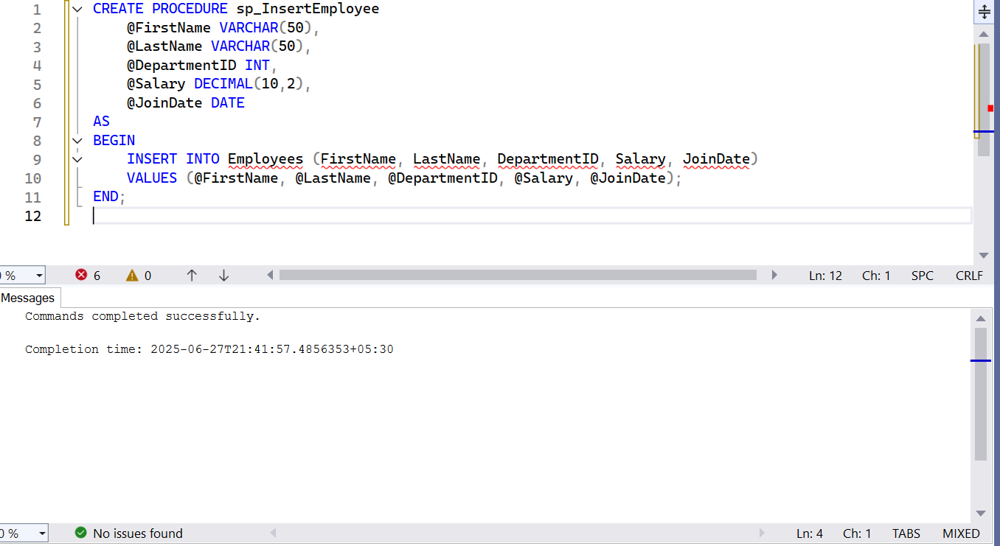 1 CREATE PROCEDURE sp_InsertEmployee
2 @FirstName VARCHAR(50),
3 @LastName VARCHAR(50),
4 @DepartmentID INT,
5 @Salary DECIMAL(10,2),
6 @JoinDate DATE
7 AS
8 BEGIN
9 INSERT INTO Employees (FirstName, LastName, DepartmentID, Salary, JoinDate)
10 VALUES (@FirstName, @LastName, @DepartmentID, @Salary, @JoinDate);
11 END;
12
% 6 0 Ln: 12 Ch: 1 SPC CRLF
Messages
Commands completed successfully.
Completion time: 2025-06-27T21:41:57.4856353+05:30
0 % No issues found Ln: 4 Ch: 1 TABS MIXED